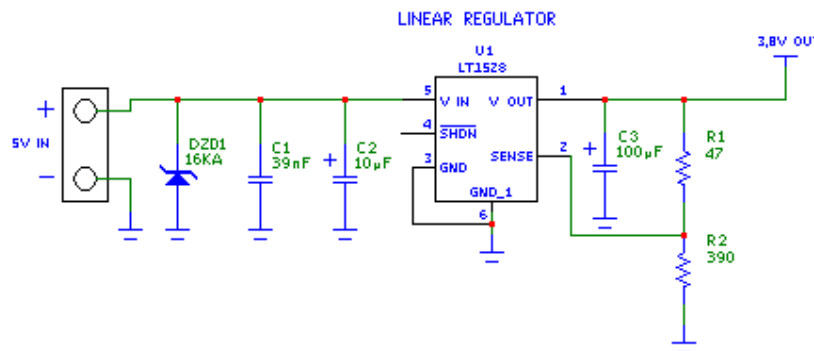 LINEAR REGULATOR
3,8V OUT
U1
LT1528
+
5V IN
−
5
V IN
V OUT
1
4
SHDN
3
GND
SENSE
2
GND_1
6
DZD1
16KA
C1
39nF
+
C2
10µF
+
C3
100µF
R1
47
R2
390